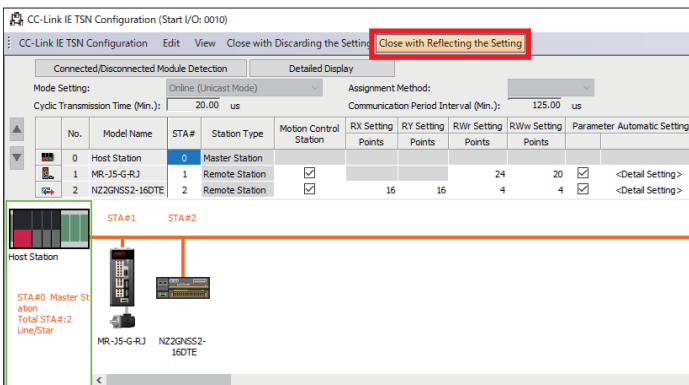 CC-Link IE TSN Configuration (Start I/O: 0010)
CC-Link IE TSN Configuration Edit View Close with Discarding the Setting Close with Reflecting the Setting
Connected/Disconnected Module Detection Detailed Display
Mode Setting: Online (Unicast Mode) Assignment Method:
Cyclic Transmission Time (Min.): 20.00 us Communication Period Interval (Min.): 125.00 us
No. Model Name STA# Station Type Motion Control Station RX Setting RY Setting RWr Setting RWw Setting Parameter Automatic Setting
Points Points Points Points
0 Host Station 0 Master Station
1 MR-J5-G-RJ 1 Remote Station 24 20 <Detail Setting>
2 NZ2GNSS2-16DTE 2 Remote Station 16 16 4 4 <Detail Setting>
STA#1 STA#2
Host Station
STA#0 Master St
ation
Total STA#:2
Line/Star
MR-J5-G-RJ NZ2GNSS2-
16DTE